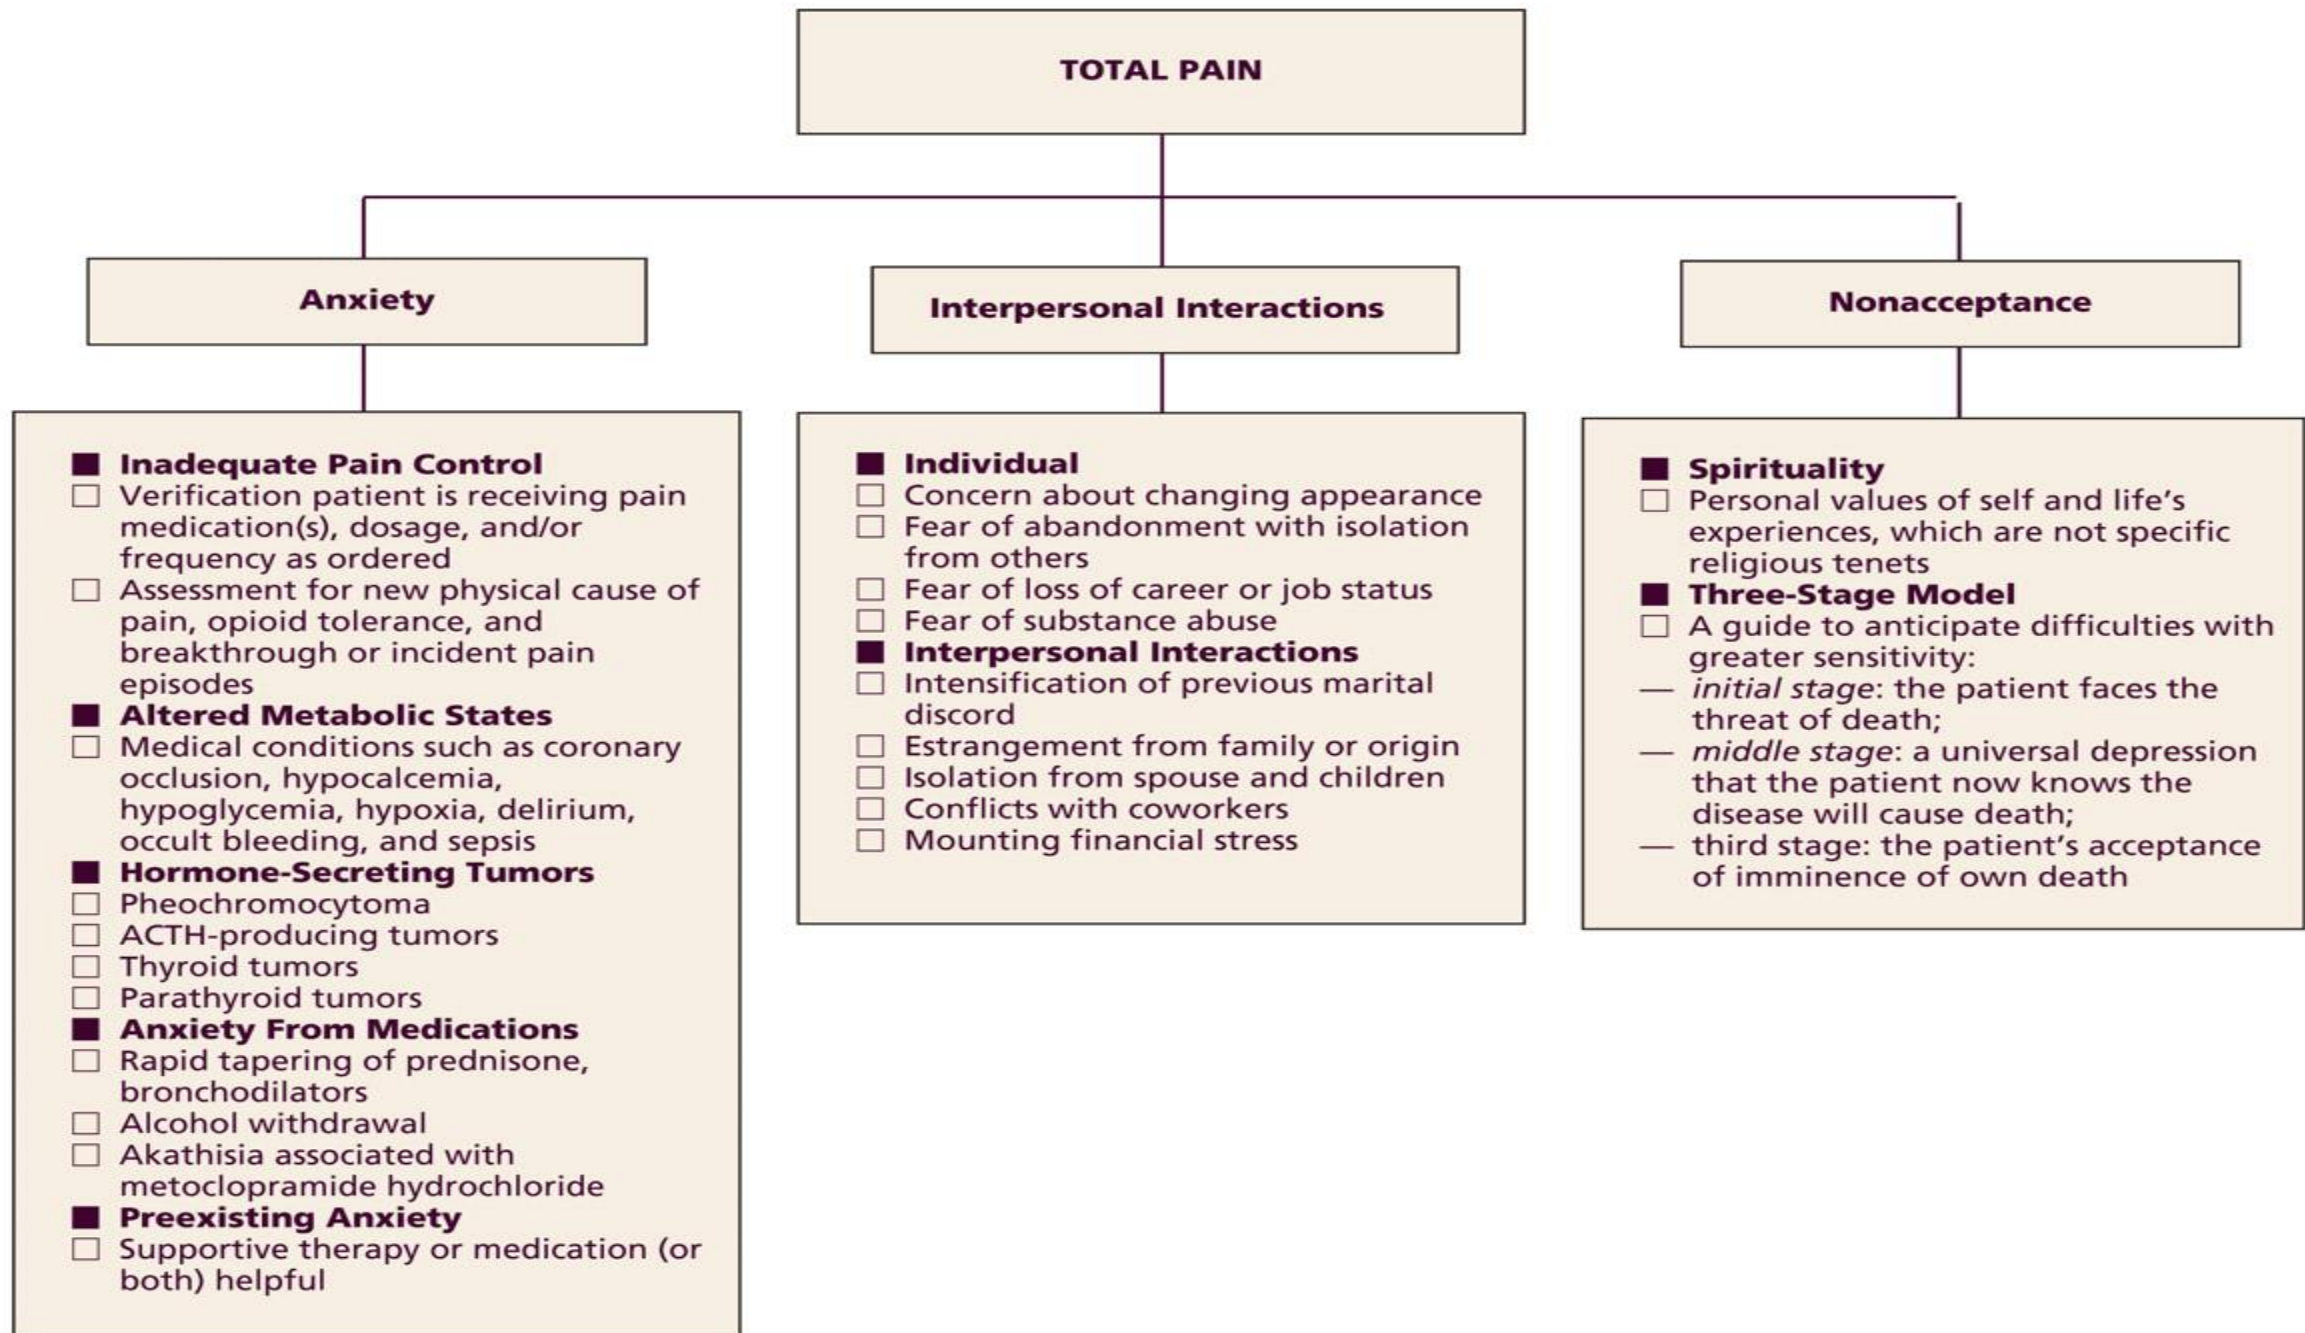 TOTAL PAIN
Anxiety
■ Inadequate Pain Control
□ Verification patient is receiving pain
medication(s), dosage, and/or
frequency as ordered
□ Assessment for new physical cause of
pain, opioid tolerance, and
breakthrough or incident pain
episodes
■ Altered Metabolic States
□ Medical conditions such as coronary
occlusion, hypocalcemia,
hypoglycemia, hypoxia, delirium,
occult bleeding, and sepsis
■ Hormone-Secreting Tumors
□ Pheochromocytoma
□ ACTH-producing tumors
□ Thyroid tumors
□ Parathyroid tumors
■ Anxiety From Medications
□ Rapid tapering of prednisone,
bronchodilators
□ Alcohol withdrawal
□ Akathisia associated with
metoclopramide hydrochloride
■ Preexisting Anxiety
□ Supportive therapy or medication (or
both) helpful
Interpersonal Interactions
■ Individual
□ Concern about changing appearance
□ Fear of abandonment with isolation
from others
□ Fear of loss of career or job status
□ Fear of substance abuse
■ Interpersonal Interactions
□ Intensification of previous marital
discord
□ Estrangement from family or origin
□ Isolation from spouse and children
□ Conflicts with coworkers
□ Mounting financial stress
Nonacceptance
■ Spirituality
□ Personal values of self and life’s
experiences, which are not specific
religious tenets
■ Three-Stage Model
□ A guide to anticipate difficulties with
greater sensitivity:
— initial stage: the patient faces the
threat of death;
— middle stage: a universal depression
that the patient now knows the
disease will cause death;
— third stage: the patient’s acceptance
of imminence of own death